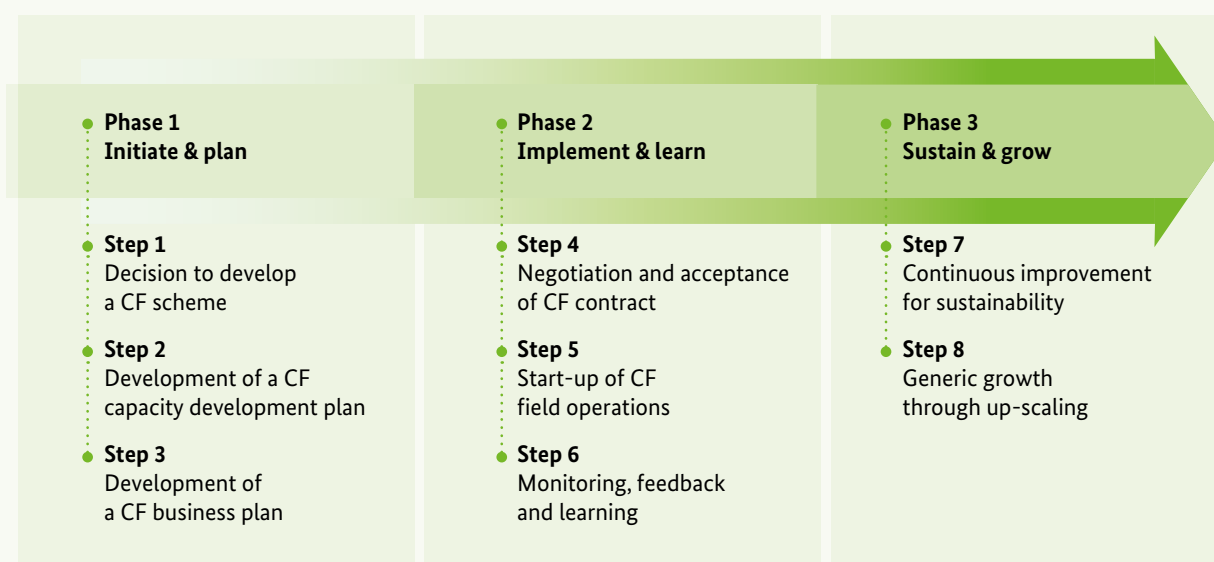 Phase 1
Initiate & plan
Step 1
Decision to develop
a CF scheme
Step 2
Development of a CF
capacity development plan
Step 3
Development of
a CF business plan
Phase 2
Implement & learn
Step 4
Negotiation and acceptance
of CF contract
Step 5
Start-up of CF
field operations
Step 6
Monitoring, feedback
and learning
Phase 3
Sustain & grow
Step 7
Continuous improvement
for sustainability
Step 8
Generic growth
through up-scaling